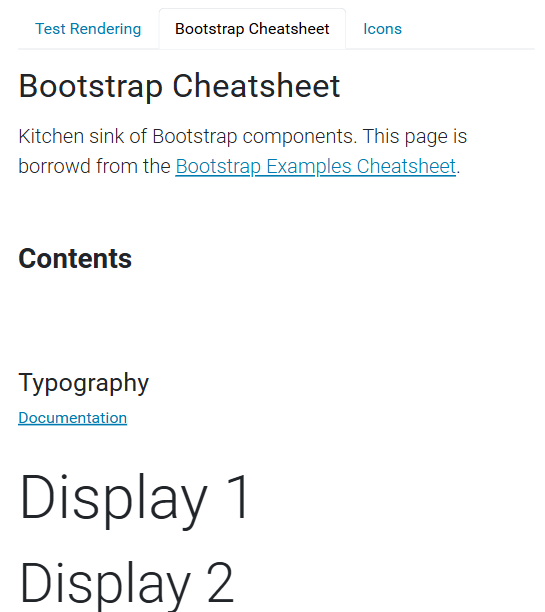 Test Rendering
Bootstrap Cheatsheet
Icons
Bootstrap Cheatsheet
Kitchen sink of Bootstrap components. This page is
borrowd from the Bootstrap Examples Cheatsheet.
Contents
Typography
Documentation
Display 1
Display 2